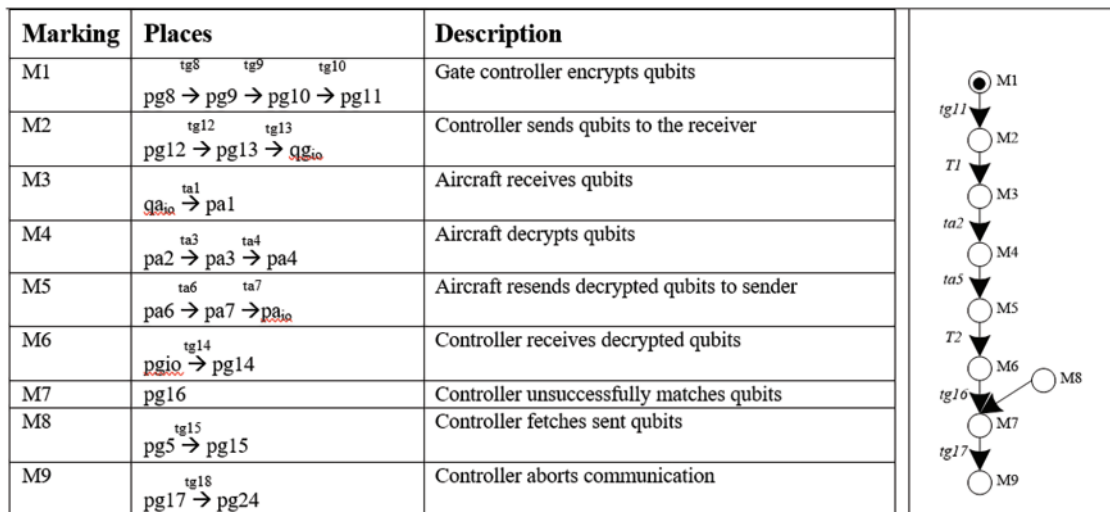 Marking Places Description
M1 tg8 tg9 tg10 Gate controller encrypts qubits
pg8 → pg9 → pg10 → pg11
M2 tg12 tg13 Controller sends qubits to the receiver
pg12 → pg13 → qgio
M3 ta1 Aircraft receives qubits
qaio → pa1
M4 ta3 ta4 Aircraft decrypts qubits
pa2 → pa3 → pa4
M5 ta6 ta7 Aircraft resends decrypted qubits to sender
pa6 → pa7 →paio
M6 tg14 Controller receives decrypted qubits
pgio → pg14
M7 pg16 Controller unsuccessfully matches qubits
M8 tg15 Controller fetches sent qubits
pg5 → pg15
M9 tg18 Controller aborts communication
pg17 → pg24
M1
tg11
M2
T1
M3
ta2
M4
ta5
M5
T2
M6
M8
tg16
M7
tg17
M9